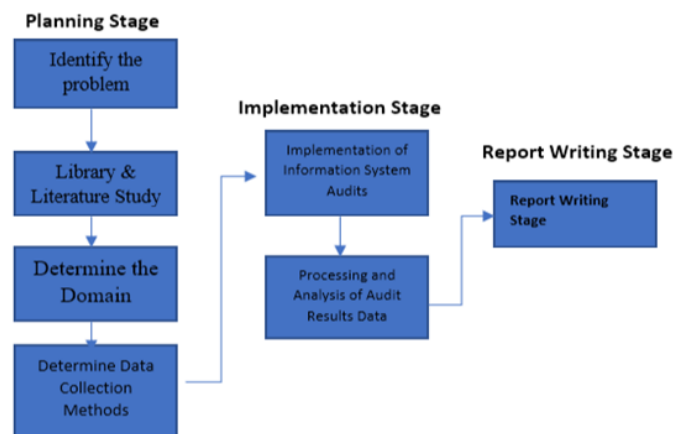 Planning Stage
Identify the
problem
Library &
Literature Study
Determine the
Domain
Determine Data
Collection
Methods
Implementation Stage
Implementation of
Information System
Audits
Processing and
Analysis of Audit
Results Data
Report Writing Stage
Report Writing
Stage